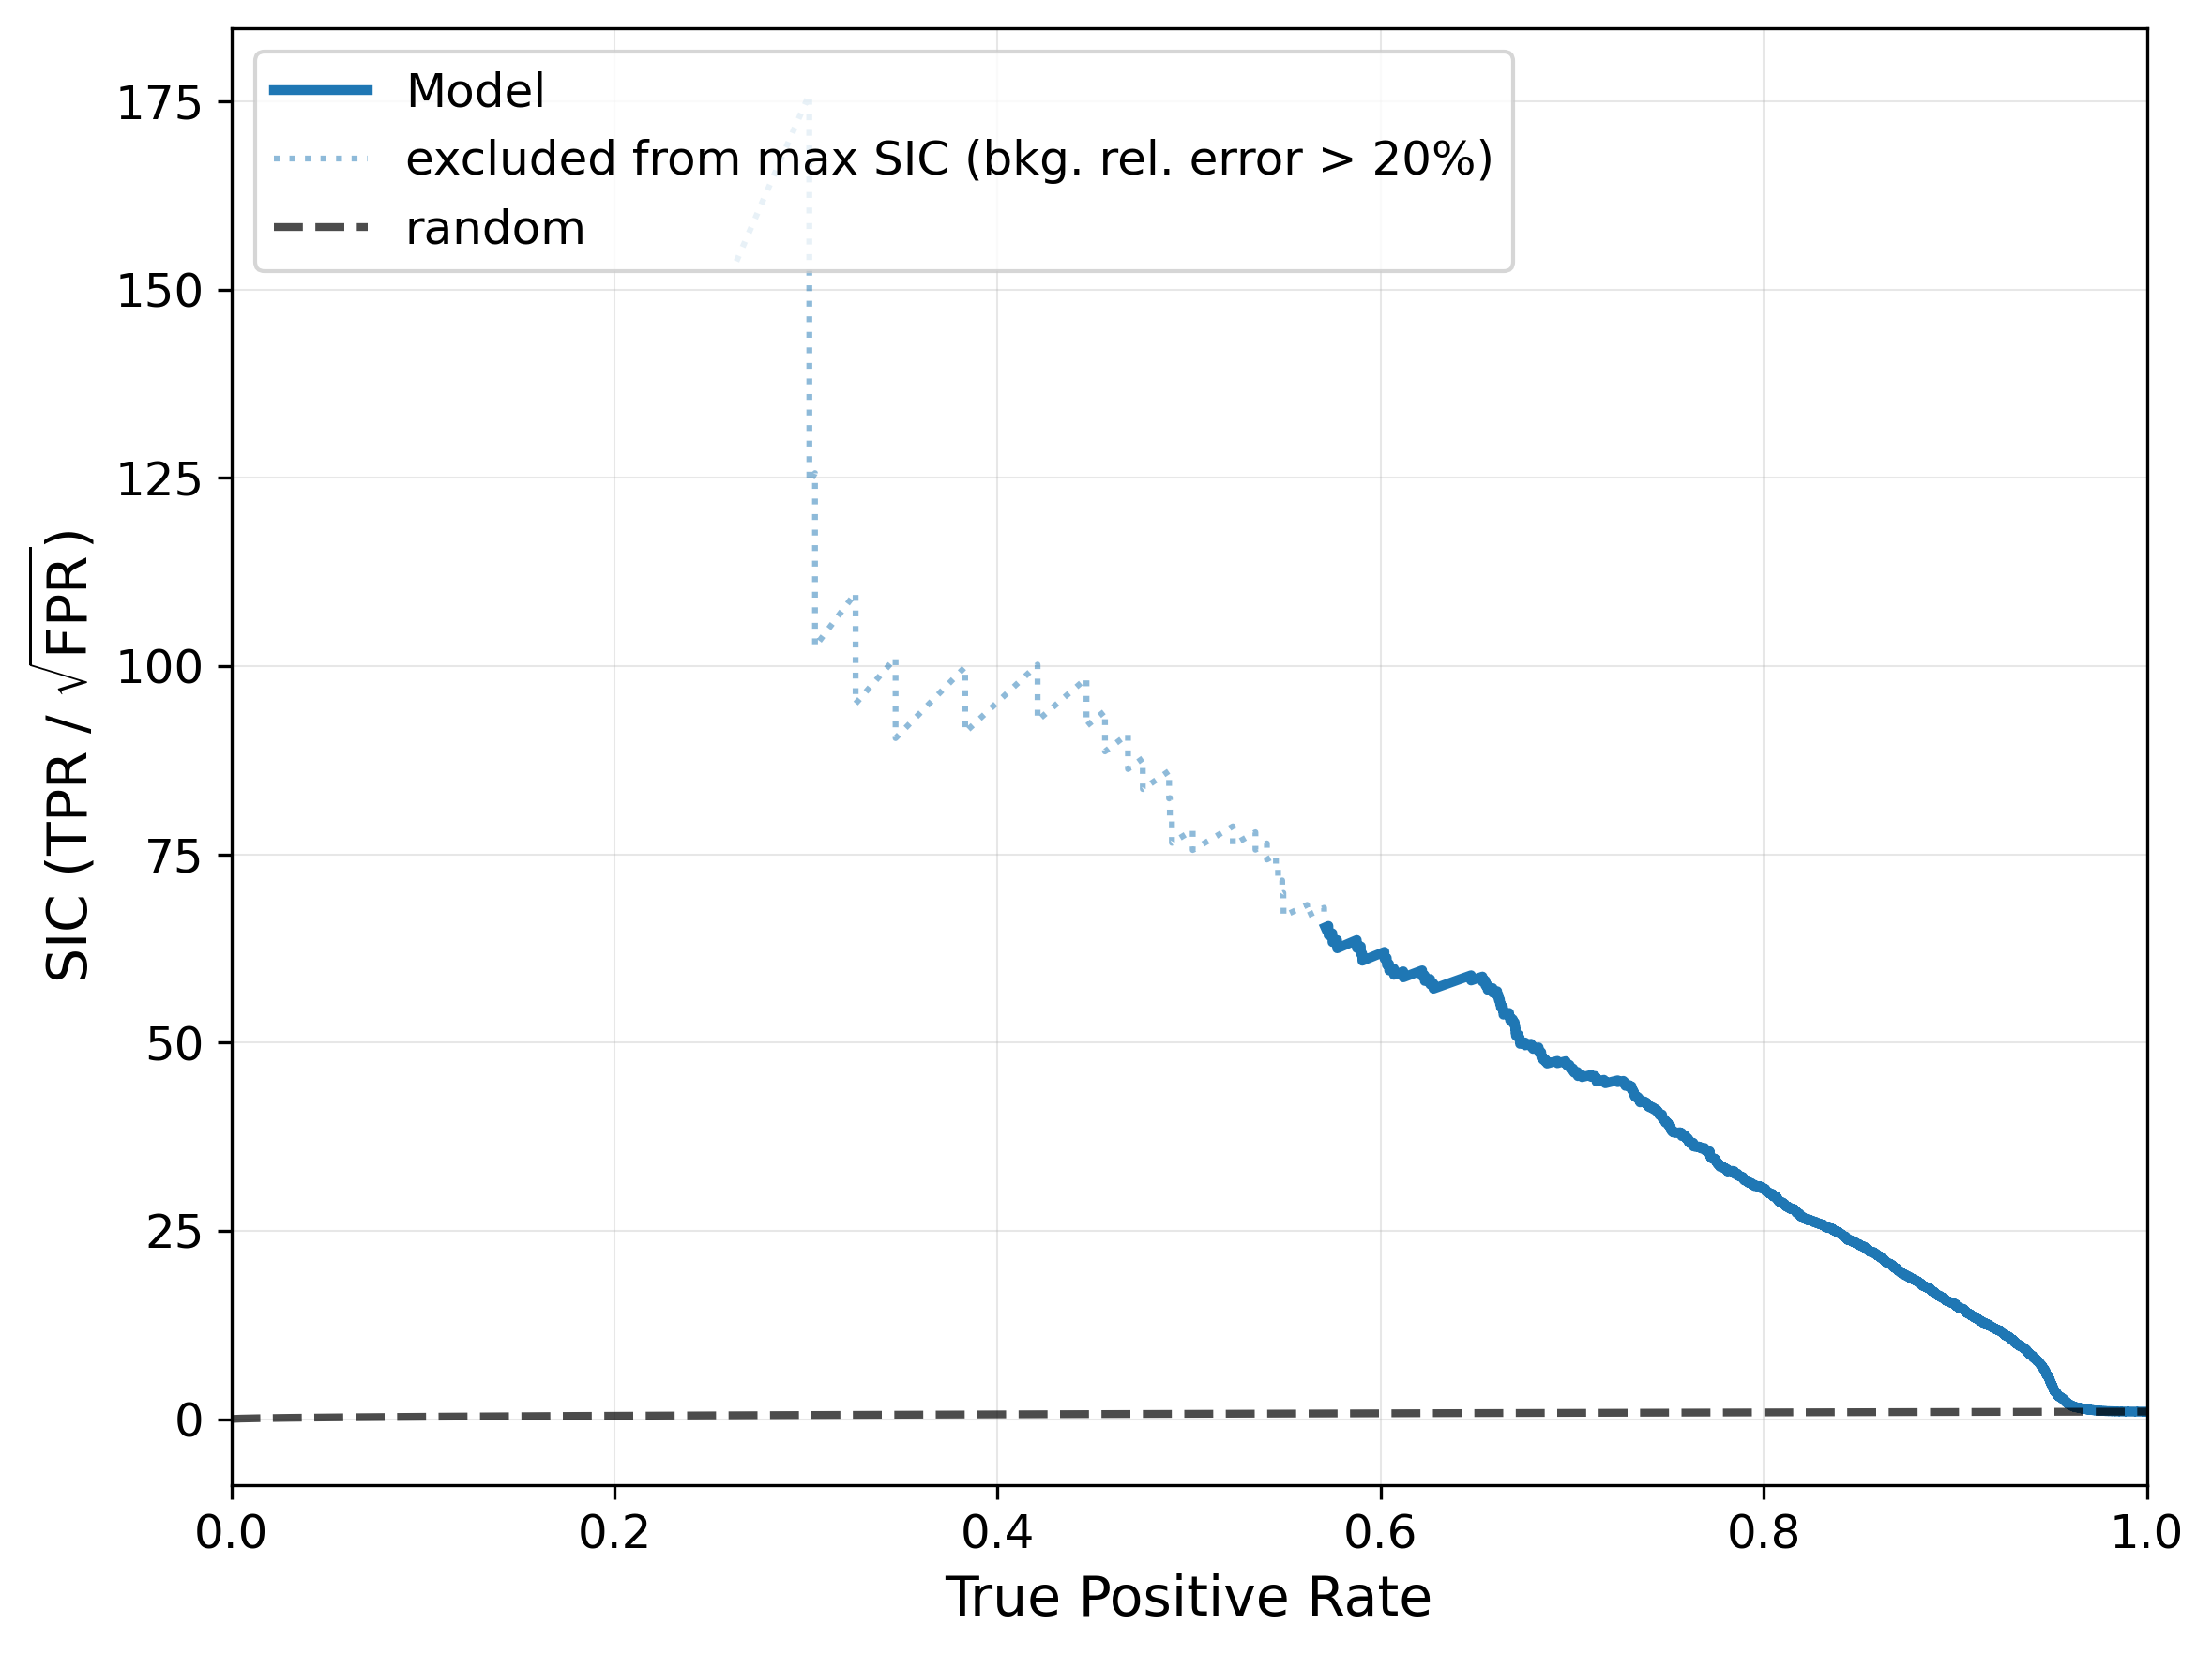 Model
excluded from max SIC (bkg. rel. error > 20%)
random
175
150
125
100
75
50
25
0
SIC (TPR / √FPR)
0.0 0.2 0.4 0.6 0.8 1.0
True Positive Rate